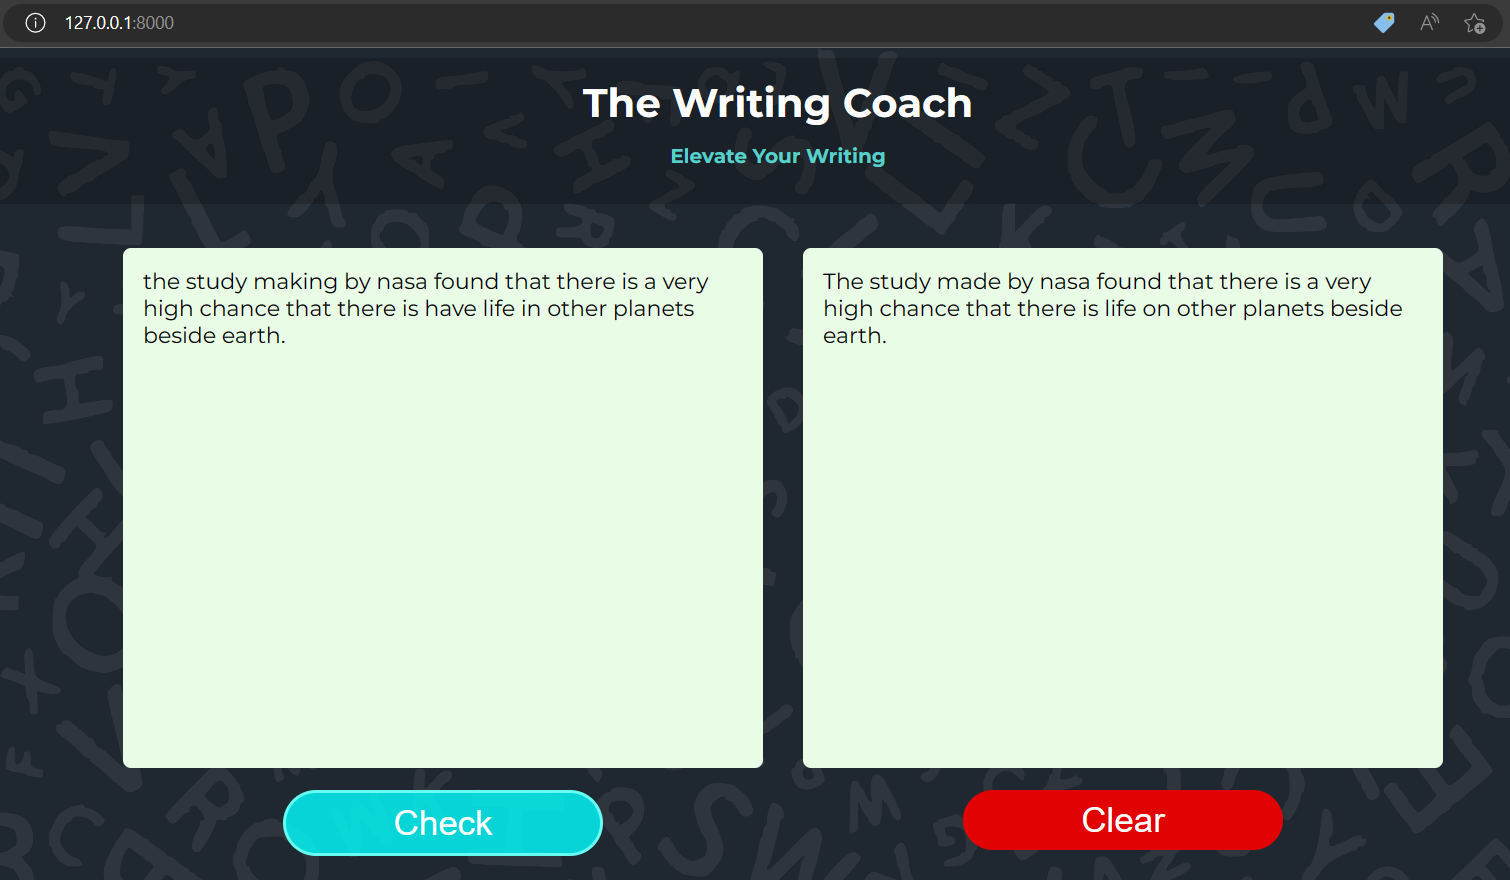 127.0.0.1:8000
The Writing Coach
Elevate Your Writing
the study making by nasa found that there is a very
high chance that there is have life in other planets
beside earth.
The study made by nasa found that there is a very
high chance that there is life on other planets beside
earth.
Check
Clear